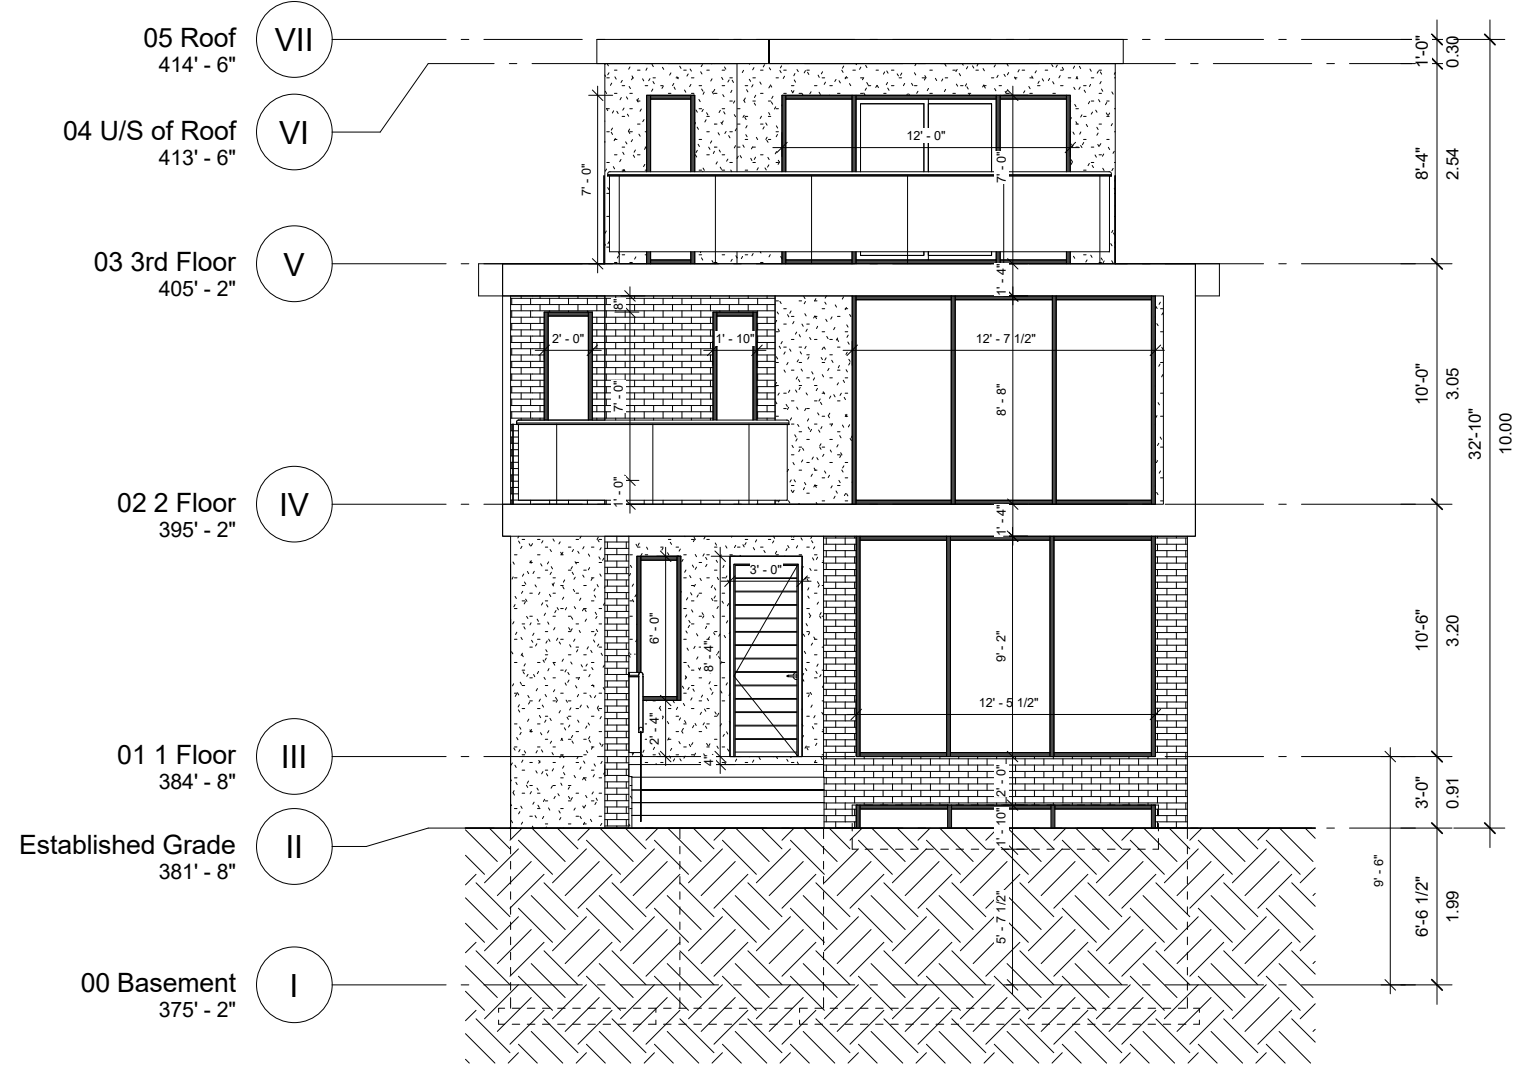 05 Roof
414' - 6"
VII
04 U/S of Roof
413' - 6"
VI
03 3rd Floor
405' - 2"
V
02 2 Floor
395' - 2"
IV
01 1 Floor
384' - 8"
III
Established Grade
381' - 8"
II
00 Basement
375' - 2"
I
7' - 0"
12' - 0"
7' - 0"
1' - 4"
8"
2' - 0"
1' - 10"
7' - 0"
1' - 0"
12' - 7 1/2"
8' - 8"
1' - 4"
6' - 0"
2' - 4"
8' - 4"
4"
3' - 0"
9' - 2"
12' - 5 1/2"
2' - 0"
1' - 10"
5' - 7 1/2"
9' - 6"
1'-0"
0.30
8'-4"
2.54
10'-0"
3.05
10'-6"
3.20
3'-0"
0.91
6'-6 1/2"
1.99
32'-10"
10.00